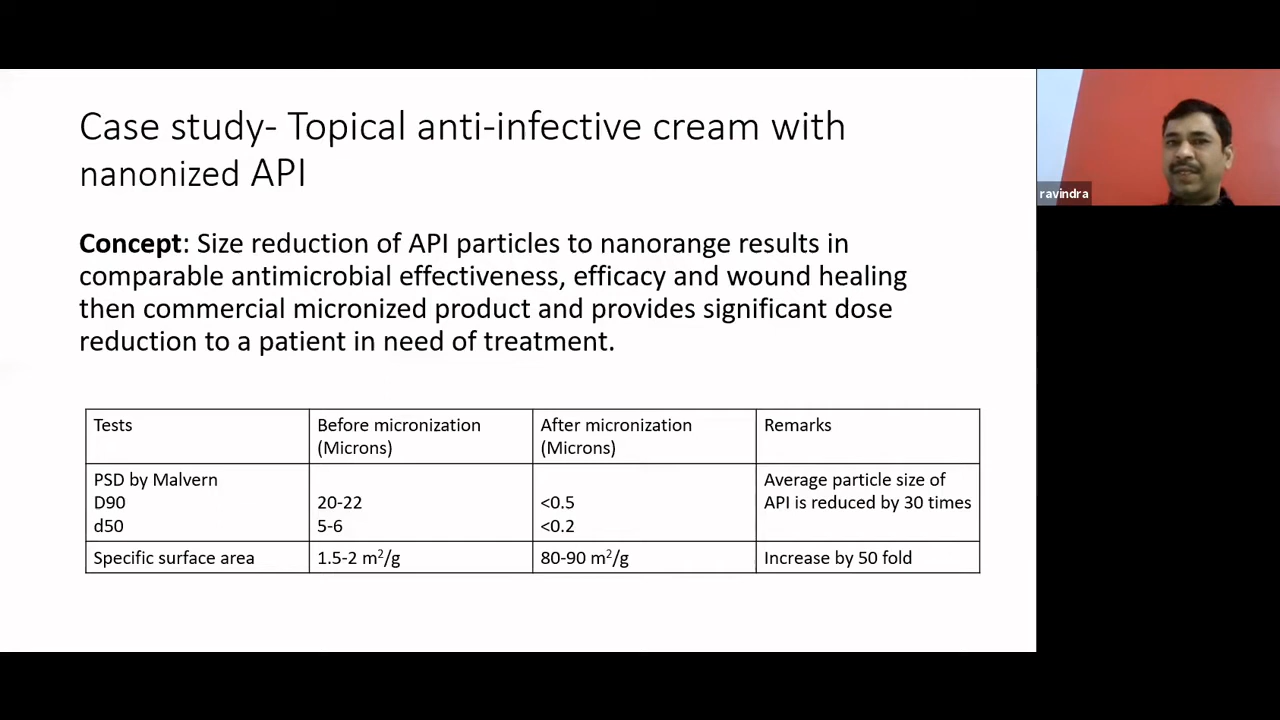 Case study- Topical anti-infective cream with
nanonized API
Concept: Size reduction of API particles to nanorange results in
comparable antimicrobial effectiveness, efficacy and wound healing
then commercial micronized product and provides significant dose
reduction to a patient in need of treatment.
Tests
Before micronization
(Microns)
After micronization
(Microns)
Remarks
PSD by Malvern
D90
d50
20-22
5-6
<0.5
<0.2
Average particle size of
API is reduced by 30 times
Specific surface area
1.5-2 m²/g
80-90 m²/g
Increase by 50 fold
ravindra